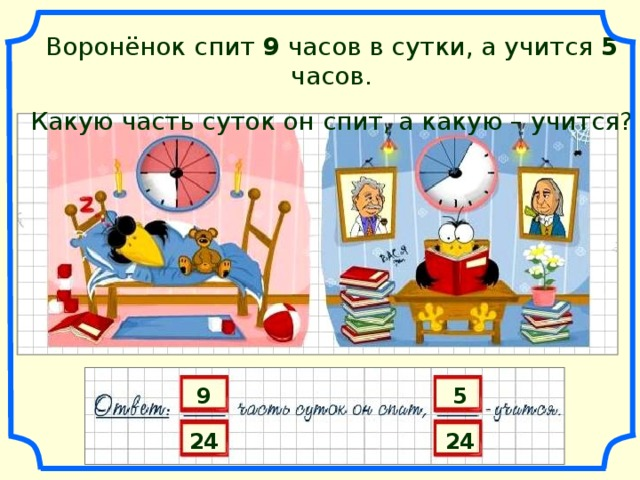 Воронёнок спит 9 часов в сутки, а учится 5
часов.
Какую часть суток он спит, а какую – учится?
z
ВАСЯ
9 5
Ответ: часть суток он спит, - учится.
24 24